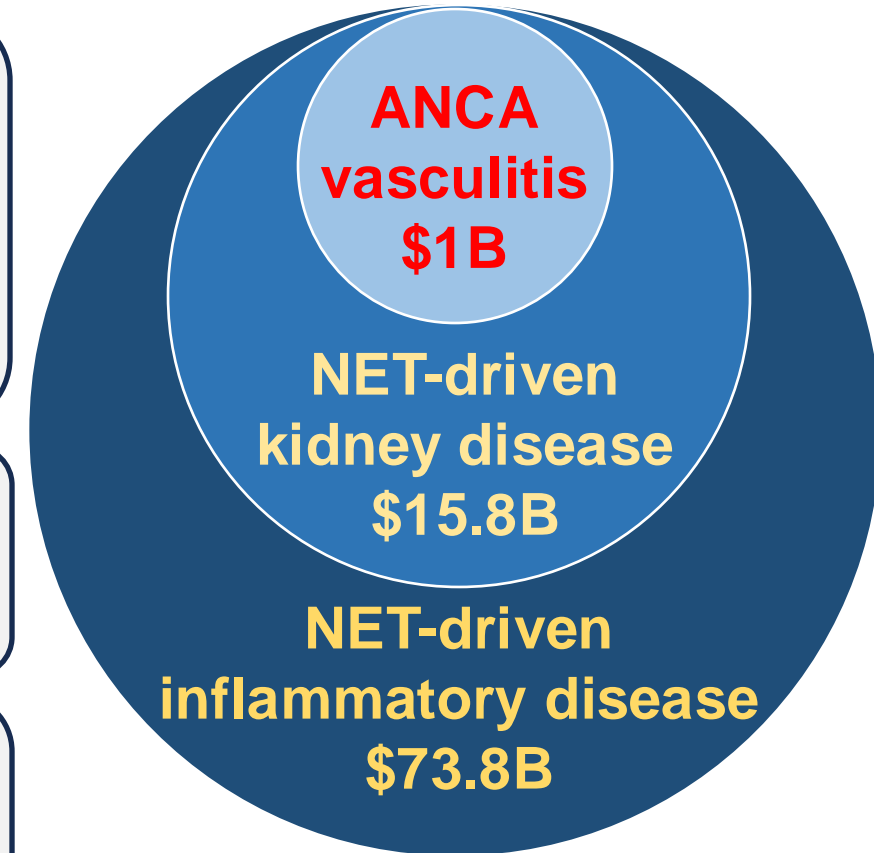 ANCA
vasculitis
$1B
NET-driven
kidney disease
$15.8B
NET-driven
inflammatory disease
$73.8B